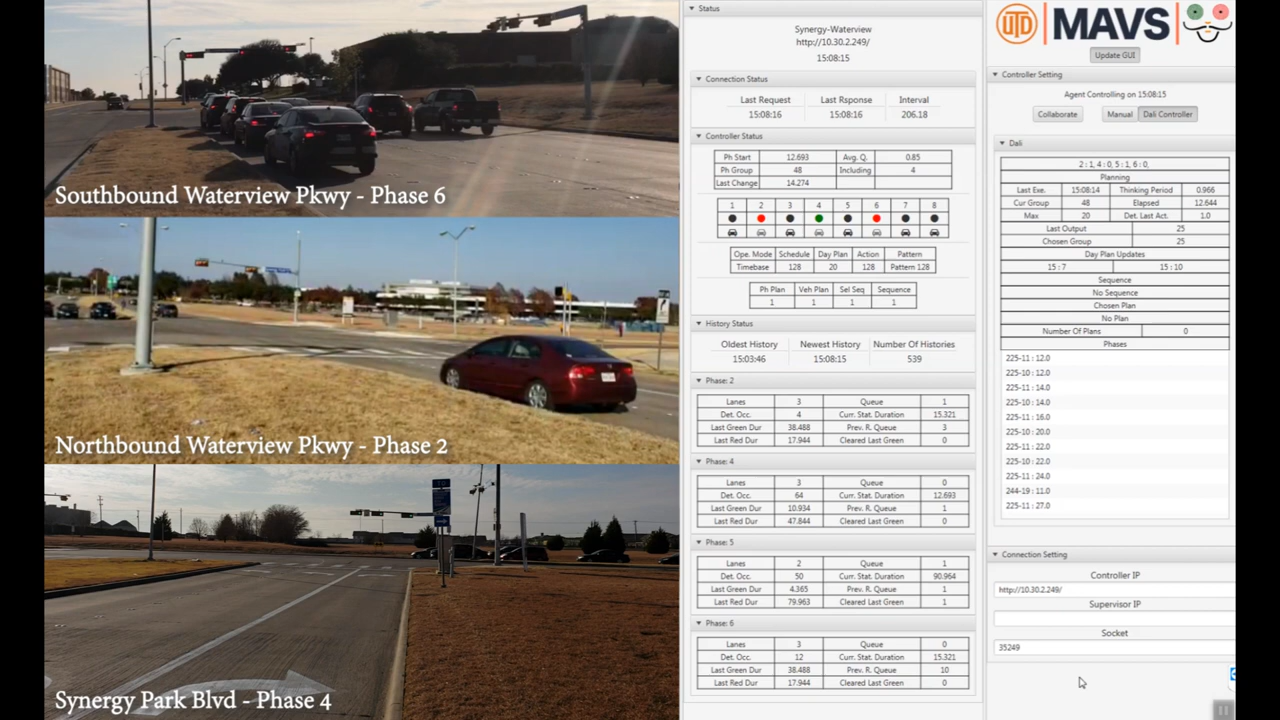 Southbound Waterview Pkwy - Phase 6
Northbound Waterview Pkwy - Phase 2
Synergy Park Blvd - Phase 4
Status
Synergy-Waterview
http://10.30.2.249/
15:08:15
Connection Status
Last Request Last Rsponse Interval
15:08:16 15:08:16 206.18
Controller Status
Ph Start 12.693 Avg. Q. 0.85
Ph Group 48 Including 4
Last Change 14.274
1 2 3 4 5 6 7 8
Ope. Mode Schedule Day Plan Action Pattern
Timebase 128 20 128 Pattern 128
Ph Plan Veh Plan Sel Seq Sequence
1 1 1 1
History Status
Oldest History Newest History Number Of Histories
15:03:46 15:08:15 539
Phase: 2
Lanes 3 Queue 1
Det. Occ. 4 Curr. Stat. Duration 15.321
Last Green Dur 38.488 Prev. R. Queue 3
Last Red Dur 17.944 Cleared Last Green 0
Phase: 4
Lanes 3 Queue 0
Det. Occ. 64 Curr. Stat. Duration 12.693
Last Green Dur 10.934 Prev. R. Queue 1
Last Red Dur 47.844 Cleared Last Green 0
Phase: 5
Lanes 2 Queue 1
Det. Occ. 50 Curr. Stat. Duration 90.964
Last Green Dur 4.365 Prev. R. Queue 1
Last Red Dur 79.963 Cleared Last Green 1
Phase: 6
Lanes 3 Queue 0
Det. Occ. 12 Curr. Stat. Duration 15.321
Last Green Dur 38.488 Prev. R. Queue 10
Last Red Dur 17.944 Cleared Last Green 0
UTD MAVS
Update GUI
Controller Setting
Agent Controlling on 15:08:15
Collaborate Manual Dali Controller
Dali
2 : 1, 4 : 0, 5 : 1, 6 : 0,
Planning
Last Exe. 15:08:14 Thinking Period 0.966
Cur Group 48 Elapsed 12.644
Max 20 Det. Last Act. 1.0
Last Output 25
Chosen Group 25
Day Plan Updates
15 : 7 15 : 10
Sequence
No Sequence
Chosen Plan
No Plan
Number Of Plans 0
Phases
225-11 : 12.0
225-10 : 12.0
225-11 : 14.0
225-10 : 14.0
225-11 : 16.0
225-10 : 20.0
225-11 : 22.0
225-10 : 22.0
225-11 : 24.0
244-19 : 11.0
225-11 : 27.0
Connection Setting
Controller IP
http://10.30.2.249/
Supervisor IP
Socket
35249